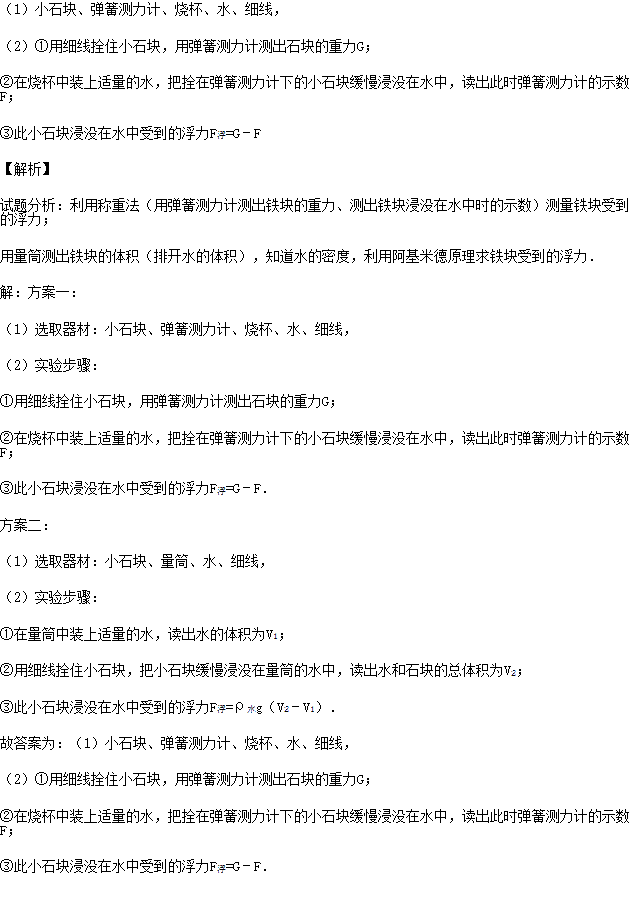 (1)小石块、弹簧测力计、烧杯、水、细线，
(2)①用细线拴住小石块，用弹簧测力计测出石块的重力G；
②在烧杯中装上适量的水，把拴在弹簧测力计下的小石块缓慢浸没在水中，读出此时弹簧测力计的示数
F；
③此小石块浸没在水中受到的浮力F浮=G－F
【解析】
试题分析：利用称重法（用弹簧测力计测出铁块的重力、测出铁块浸没在水中时的示数）测量铁块受到
的浮力；
用量筒测出铁块的体积（排开水的体积），知道水的密度，利用阿基米德原理求铁块受到的浮力．
解：方案一：
(1)选取器材：小石块、弹簧测力计、烧杯、水、细线，
(2)实验步骤：
①用细线拴住小石块，用弹簧测力计测出石块的重力G；
②在烧杯中装上适量的水，把拴在弹簧测力计下的小石块缓慢浸没在水中，读出此时弹簧测力计的示数
F；
③此小石块浸没在水中受到的浮力F浮=G－F．
方案二：
(1)选取器材：小石块、量筒、水、细线，
(2)实验步骤：
①在量筒中装上适量的水，读出水的体积为V₁；
②用细线拴住小石块，把小石块缓慢浸没在量筒的水中，读出水和石块的总体积为V₂；
③此小石块浸没在水中受到的浮力F浮=ρ水g（V₂－V₁）．
故答案为：(1)小石块、弹簧测力计、烧杯、水、细线，
(2)①用细线拴住小石块，用弹簧测力计测出石块的重力G；
②在烧杯中装上适量的水，把拴在弹簧测力计下的小石块缓慢浸没在水中，读出此时弹簧测力计的示数
F；
③此小石块浸没在水中受到的浮力F浮=G－F．